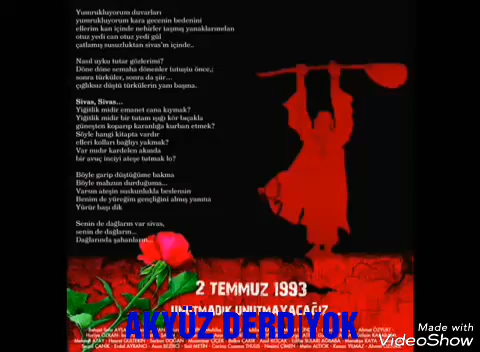 Yumrukluyorum duvarları
yumrukluyorum kara gecenin bedenini
ellerim kan içinde nehirler taşmış yanaklarımdan
otuz yedi can otuz yedi gül
çatlamış susuzluktan sivas'ın içinde..
Nasıl uyku tutar gözlerimi?
Döne döne semaha dönenler tutuştu önce,;
sonra türküler, sonra da şiir...
çığlıksız düştü türkülerin yanı başına.
Sivas, Sivas...
Yiğitlik midir emanet cana kıymak?
Yiğitlik midir bir tutam ışığı kör bıçakla
güneşten koparıp karanlığa kurban etmek?
Söyle hangi kitapta vardır
elleri kolları bağlıyı yakmak?
Var mıdır kardelen akında
bir avuç inciyi ateşe tutmak lo?
Böyle garip düştüğüme bakma
Böyle mahzun durduğuma...
Varsın ateşin suskunlukla beslensin
Benim de yüreğim gençliğini almış yanına
Yürür başı dik
Senin de dağların var sivas,
senin de dağların...
Dağlarında şahanların...
2 TEMMUZ 1993
UNUTMADIK UNUTMAYACAĞIZ
AKYÜZ DERDİ YOK
Made with
VideoShow